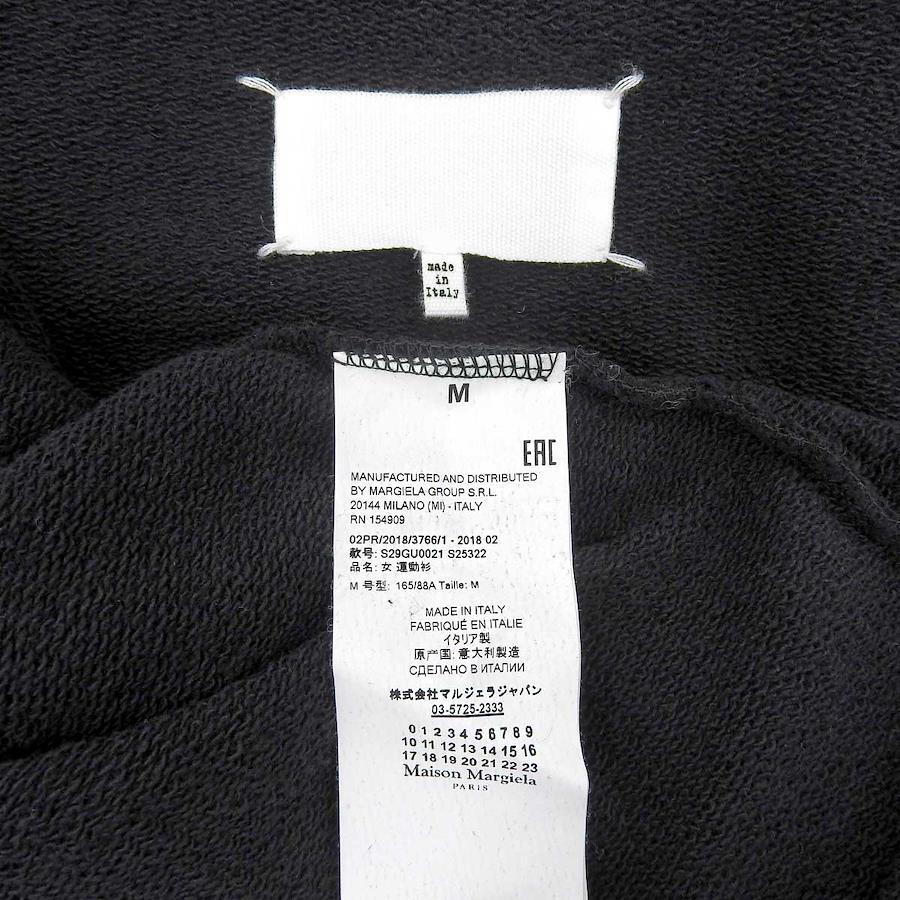 made
in
Italy
M
EAC
MANUFACTURED AND DISTRIBUTED
BY MARGIELA GROUP S.R.L.
20144 MILANO (MI) - ITALY
RN 154909
02PR/2018/3766/1 - 2018 02
款号: S29GU0021 S25322
品名: 女 運動衫
M 号型: 165/88A Taille: M
MADE IN ITALY
FABRIQUÉ EN ITALIE
イタリア製
原产国: 意大利製造
СДЕЛАНО В ИТАЛИИ
株式会社マルジェラジャパン
03-5725-2333
0 1 2 3 4 5 6 7 8 9
10 11 12 13 14 15 16
17 18 19 20 21 22 23
Maison Margiela
PARIS